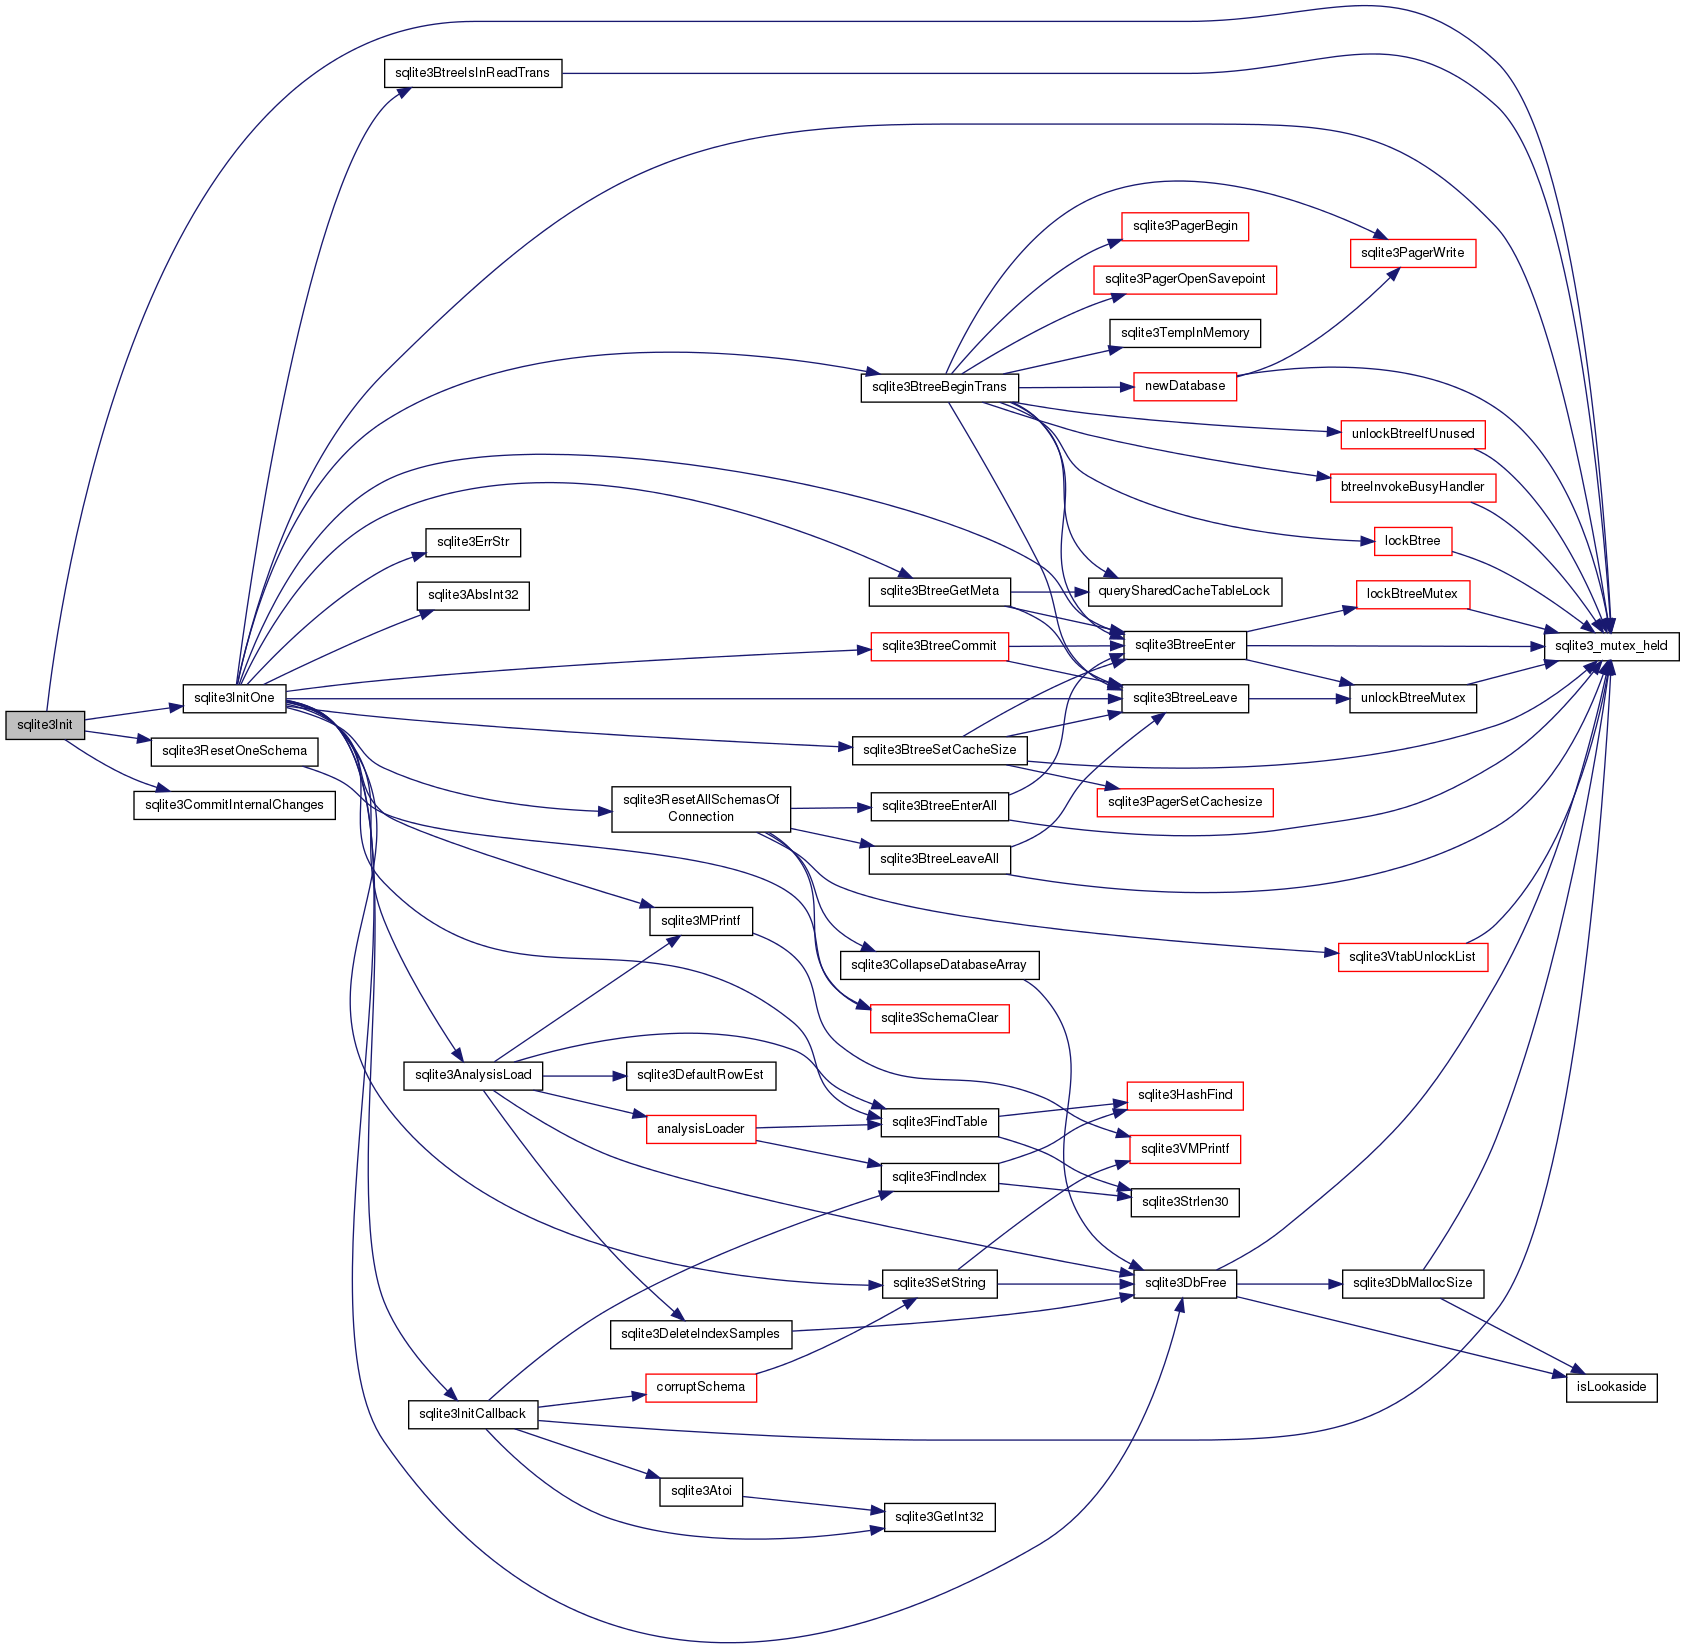 sqlite3Init
sqlite3InitOne
sqlite3ResetOneSchema
sqlite3CommitInternalChanges
sqlite3BtreeIsInReadTrans
sqlite3ErrStr
sqlite3AbsInt32
sqlite3ResetAllSchemasOf
Connection
sqlite3MPrintf
sqlite3AnalysisLoad
sqlite3DefaultRowEst
analysisLoader
sqlite3DeleteIndexSamples
corruptSchema
sqlite3InitCallback
sqlite3Atoi
sqlite3BtreeBeginTrans
sqlite3BtreeGetMeta
sqlite3BtreeCommit
sqlite3BtreeSetCacheSize
sqlite3BtreeEnterAll
sqlite3BtreeLeaveAll
sqlite3CollapseDatabaseArray
sqlite3SchemaClear
sqlite3FindTable
sqlite3FindIndex
sqlite3SetString
sqlite3GetInt32
sqlite3PagerBegin
sqlite3PagerOpenSavepoint
sqlite3TempInMemory
newDatabase
querySharedCacheTableLock
sqlite3BtreeEnter
sqlite3BtreeLeave
sqlite3PagerSetCachesize
sqlite3HashFind
sqlite3VMPrintf
sqlite3Strlen30
sqlite3DbFree
sqlite3PagerWrite
unlockBtreeIfUnused
btreeInvokeBusyHandler
lockBtree
lockBtreeMutex
unlockBtreeMutex
sqlite3VtabUnlockList
sqlite3DbMallocSize
sqlite3_mutex_held
isLookaside